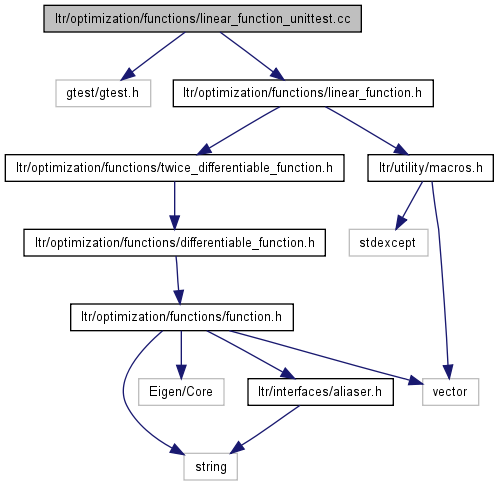 ltr/optimization/functions/linear_function_unittest.cc
gtest/gtest.h
ltr/optimization/functions/linear_function.h
ltr/optimization/functions/twice_differentiable_function.h
ltr/utility/macros.h
ltr/optimization/functions/differentiable_function.h
stdexcept
ltr/optimization/functions/function.h
Eigen/Core
ltr/interfaces/aliaser.h
vector
string